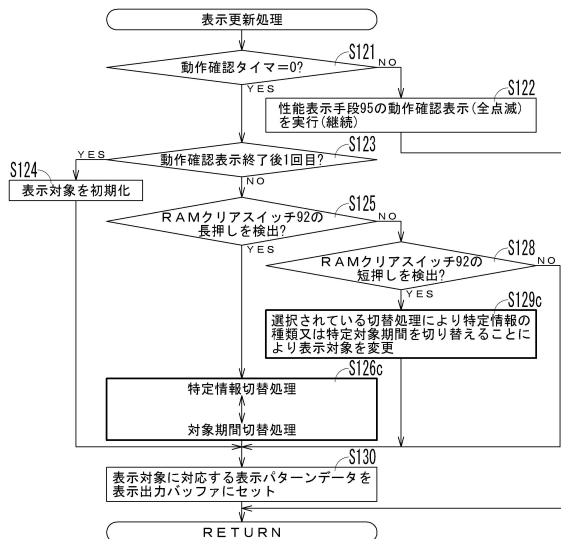 表示更新処理
S121
動作確認タイマ=0?
NO
YES
S122
性能表示手段95の動作確認表示(全点滅)
を実行(継続)
S123
動作確認表示終了後1回目?
YES
NO
S124
表示対象を初期化
S125
RAMクリアスイッチ92の
長押しを検出?
NO
YES
S128
RAMクリアスイッチ92の
短押しを検出?
NO
YES
S129c
選択されている切替処理により特定情報の
種類又は特定対象期間を切り替えることに
より表示対象を変更
S126c
特定情報切替処理
対象期間切替処理
S130
表示対象に対応する表示パターンデータを
表示出力バッファにセット
RETURN